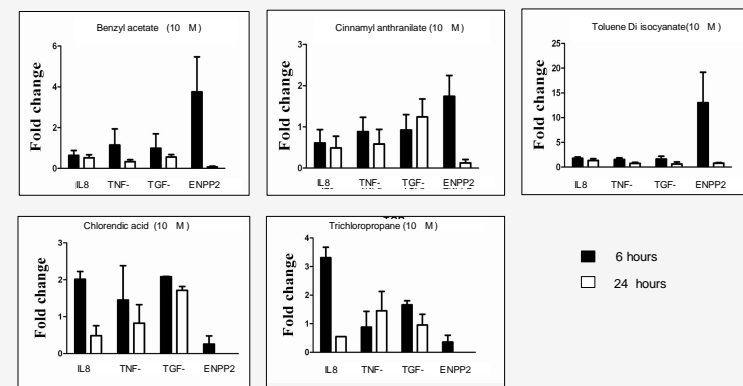 Benzyl acetate (10 M)
Fold change
6
4
2
0
IL8 TNF- TGF- ENPP2
Cinnamyl anthranilate (10 M)
Fold change
3
2
1
0
IL8 TNF- TGF- ENPP2
Toluene Di isocyanate(10 M)
Fold change
25
20
15
10
5
0
IL8 TNF- TGF- ENPP2
Chlorendic acid (10 M)
Fold change
3
2
1
0
IL8 TNF- TGF- ENPP2
Trichloropropane (10 M)
Fold change
4
3
2
1
0
IL8 TNF- TGF- ENPP2
6 hours
24 hours